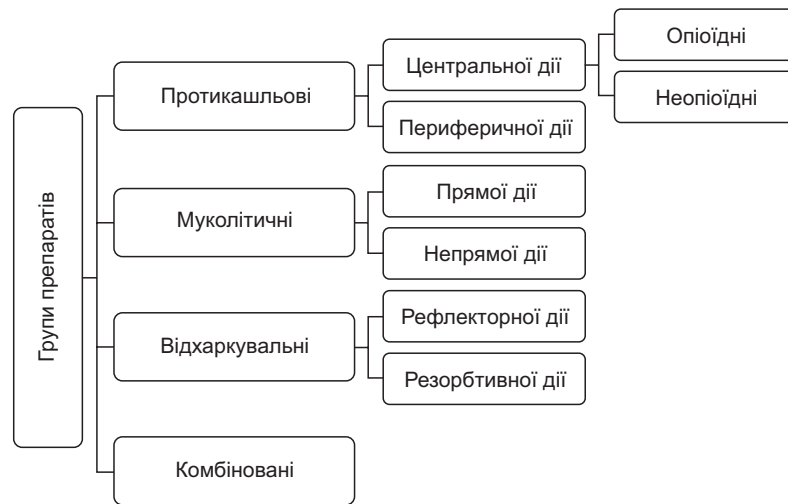 Групи препаратів
Протикашльові
Центральної дії
Опіоїдні
Неопіоїдні
Периферичної дії
Муколітичні
Прямої дії
Непрямої дії
Відхаркувальні
Рефлекторної дії
Резорбтивної дії
Комбіновані